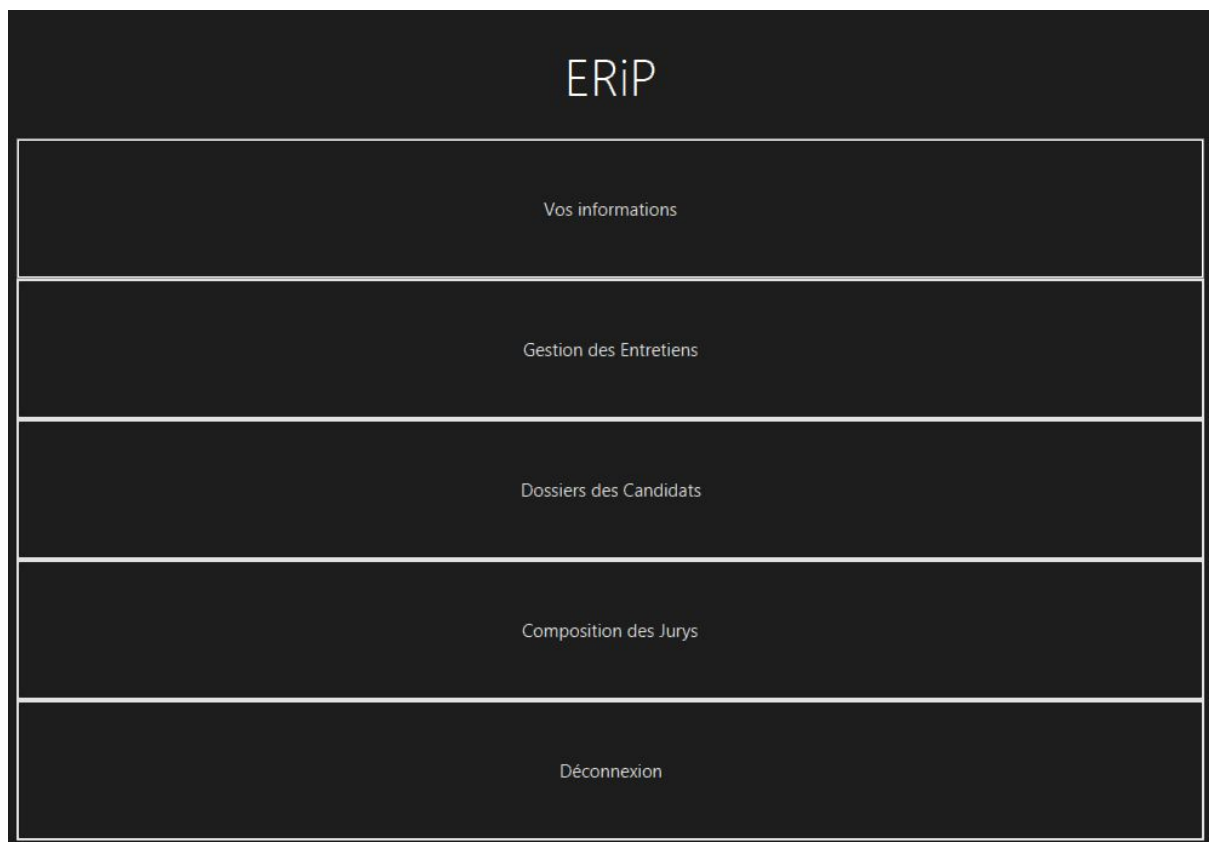 ERiP
Vos informations
Gestion des Entretiens
Dossiers des Candidats
Composition des Jurys
Déconnexion